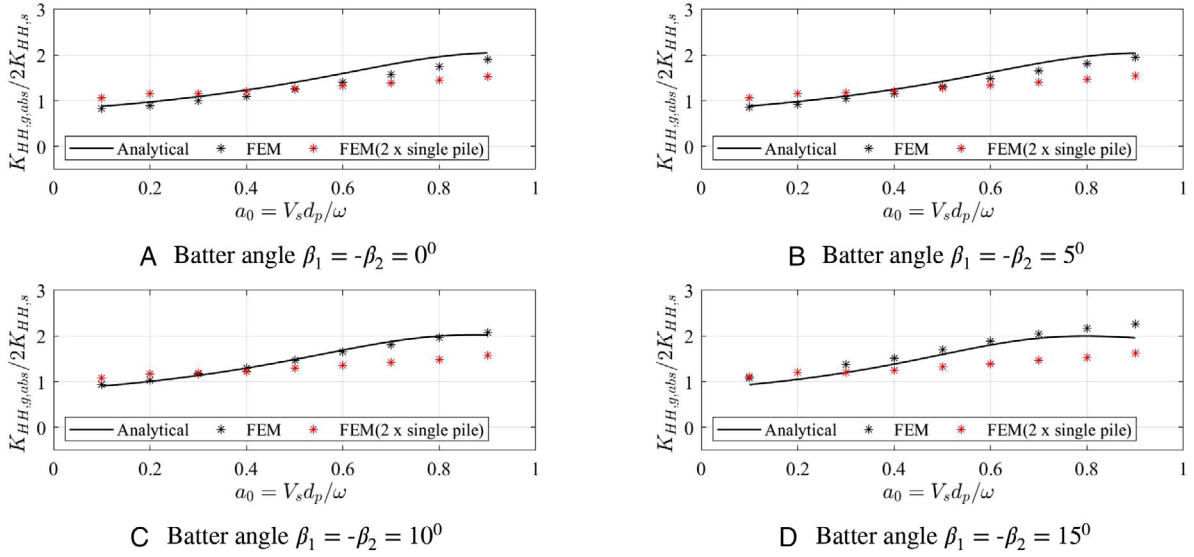 3
2
1
0
K_{HH,g,abs}/2K_{HH,s}
Analytical FEM FEM(2 x single pile)
0 0.2 0.4 0.6 0.8 1
a_0 = V_s d_p/ω
A Batter angle β_1 = -β_2 = 0^0
3
2
1
0
K_{HH,g,abs}/2K_{HH,s}
Analytical FEM FEM(2 x single pile)
0 0.2 0.4 0.6 0.8 1
a_0 = V_s d_p/ω
B Batter angle β_1 = -β_2 = 5^0
3
2
1
0
K_{HH,g,abs}/2K_{HH,s}
Analytical FEM FEM(2 x single pile)
0 0.2 0.4 0.6 0.8 1
a_0 = V_s d_p/ω
C Batter angle β_1 = -β_2 = 10^0
3
2
1
0
K_{HH,g,abs}/2K_{HH,s}
Analytical FEM FEM(2 x single pile)
0 0.2 0.4 0.6 0.8 1
a_0 = V_s d_p/ω
D Batter angle β_1 = -β_2 = 15^0